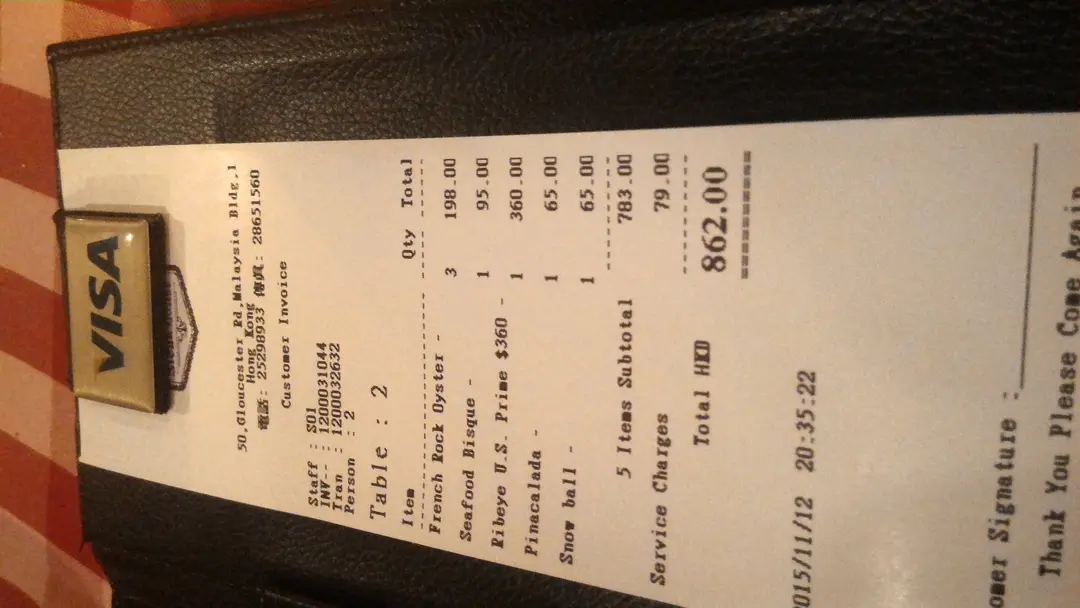 VISA
50,Gloucester Rd,Malaysia Bldg,1
Hong Kong
電話: 25298933 傳眞: 28651560
Customer Invoice
Staff : S01
INV-- : 1200031044
Tran : 1200032632
Person : 2
Table : 2
Item Qty Total
French Rock Oyster - 3 198.00
Seafood Bisque - 1 95.00
Ribeye U.S. Prime $360 - 1 360.00
Pinacalada - 1 65.00
Snow ball - 1 65.00
5 Items Subtotal 783.00
Service Charges 79.00
Total HKD 862.00
015/11/12 20:35:22
omer Signature :
Thank You Please Come Again